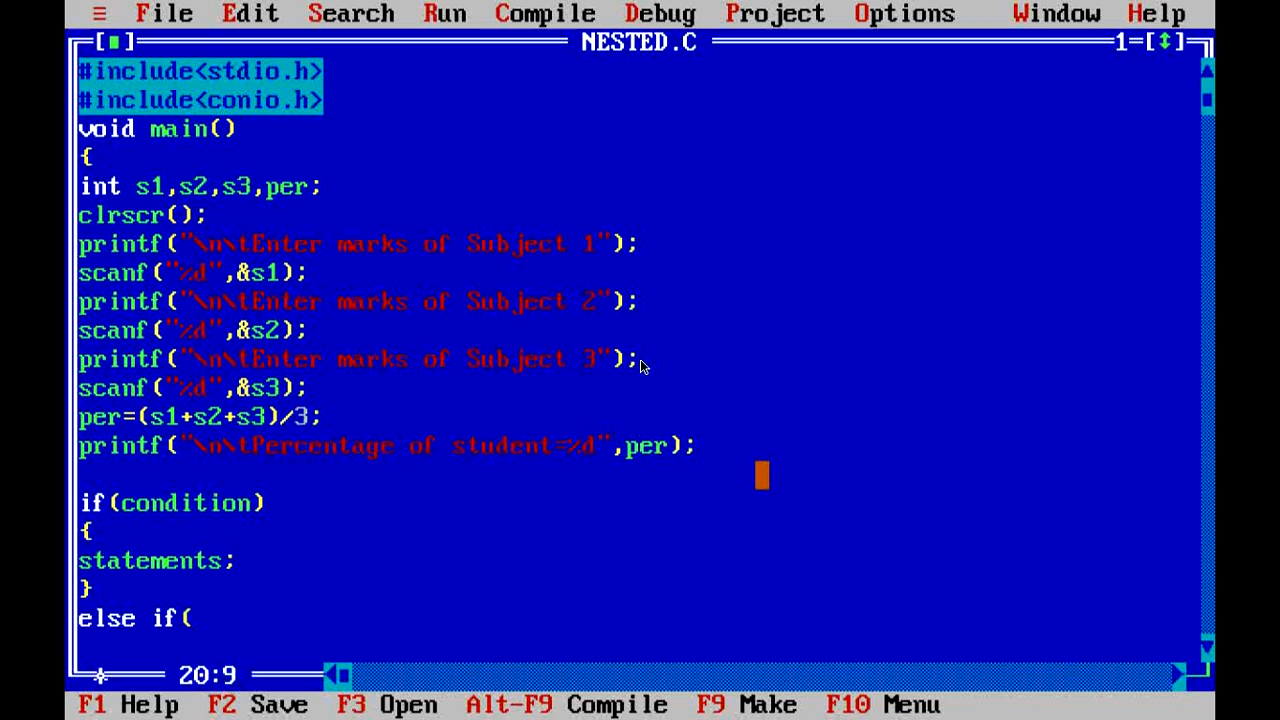 ≡ File Edit Search Run Compile Debug Project Options Window Help
[■] NESTED.C 1=[↕]
#include<stdio.h>
#include<conio.h>
void main()
{
int s1,s2,s3,per;
clrscr();
printf("\n\tEnter marks of Subject 1");
scanf("%d",&s1);
printf("\n\tEnter marks of Subject 2");
scanf("%d",&s2);
printf("\n\tEnter marks of Subject 3");
scanf("%d",&s3);
per=(s1+s2+s3)/3;
printf("\n\tPercentage of student=%d",per);
if(condition)
{
statements;
}
else if(
20:9
F1 Help F2 Save F3 Open Alt-F9 Compile F9 Make F10 Menu